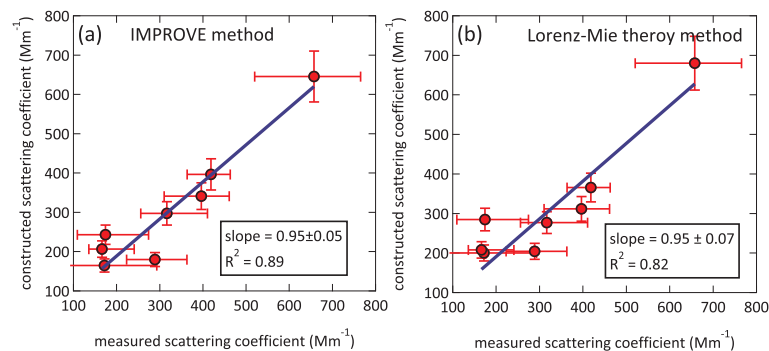 (a) IMPROVE method
constructed scattering coefficient (Mm⁻¹)
800
700
600
500
400
300
200
100
slope = 0.95±0.05
R² = 0.89
100 200 300 400 500 600 700 800
measured scattering coefficient (Mm⁻¹)
(b) Lorenz-Mie theroy method
constructed scattering coefficient (Mm⁻¹)
800
700
600
500
400
300
200
100
slope = 0.95 ± 0.07
R² = 0.82
100 200 300 400 500 600 700 800
measured scattering coefficient (Mm⁻¹)